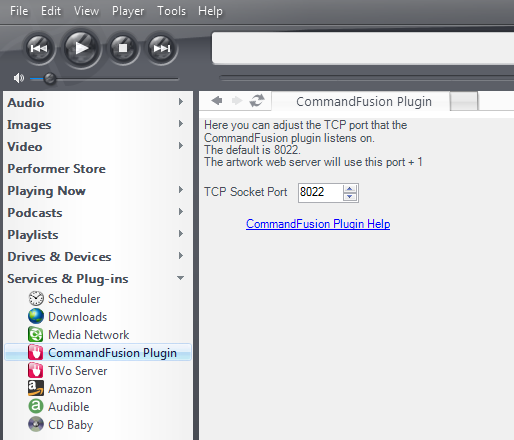 File Edit View Player Tools Help
CommandFusion Plugin
Audio
Images
Video
Performer Store
Playing Now
Podcasts
Playlists
Drives & Devices
Services & Plug-ins
Scheduler
Downloads
Media Network
CommandFusion Plugin
TiVo Server
Amazon
Audible
CD Baby
Here you can adjust the TCP port that the
CommandFusion plugin listens on.
The default is 8022.
The artwork web server will use this port + 1
TCP Socket Port 8022
CommandFusion Plugin Help